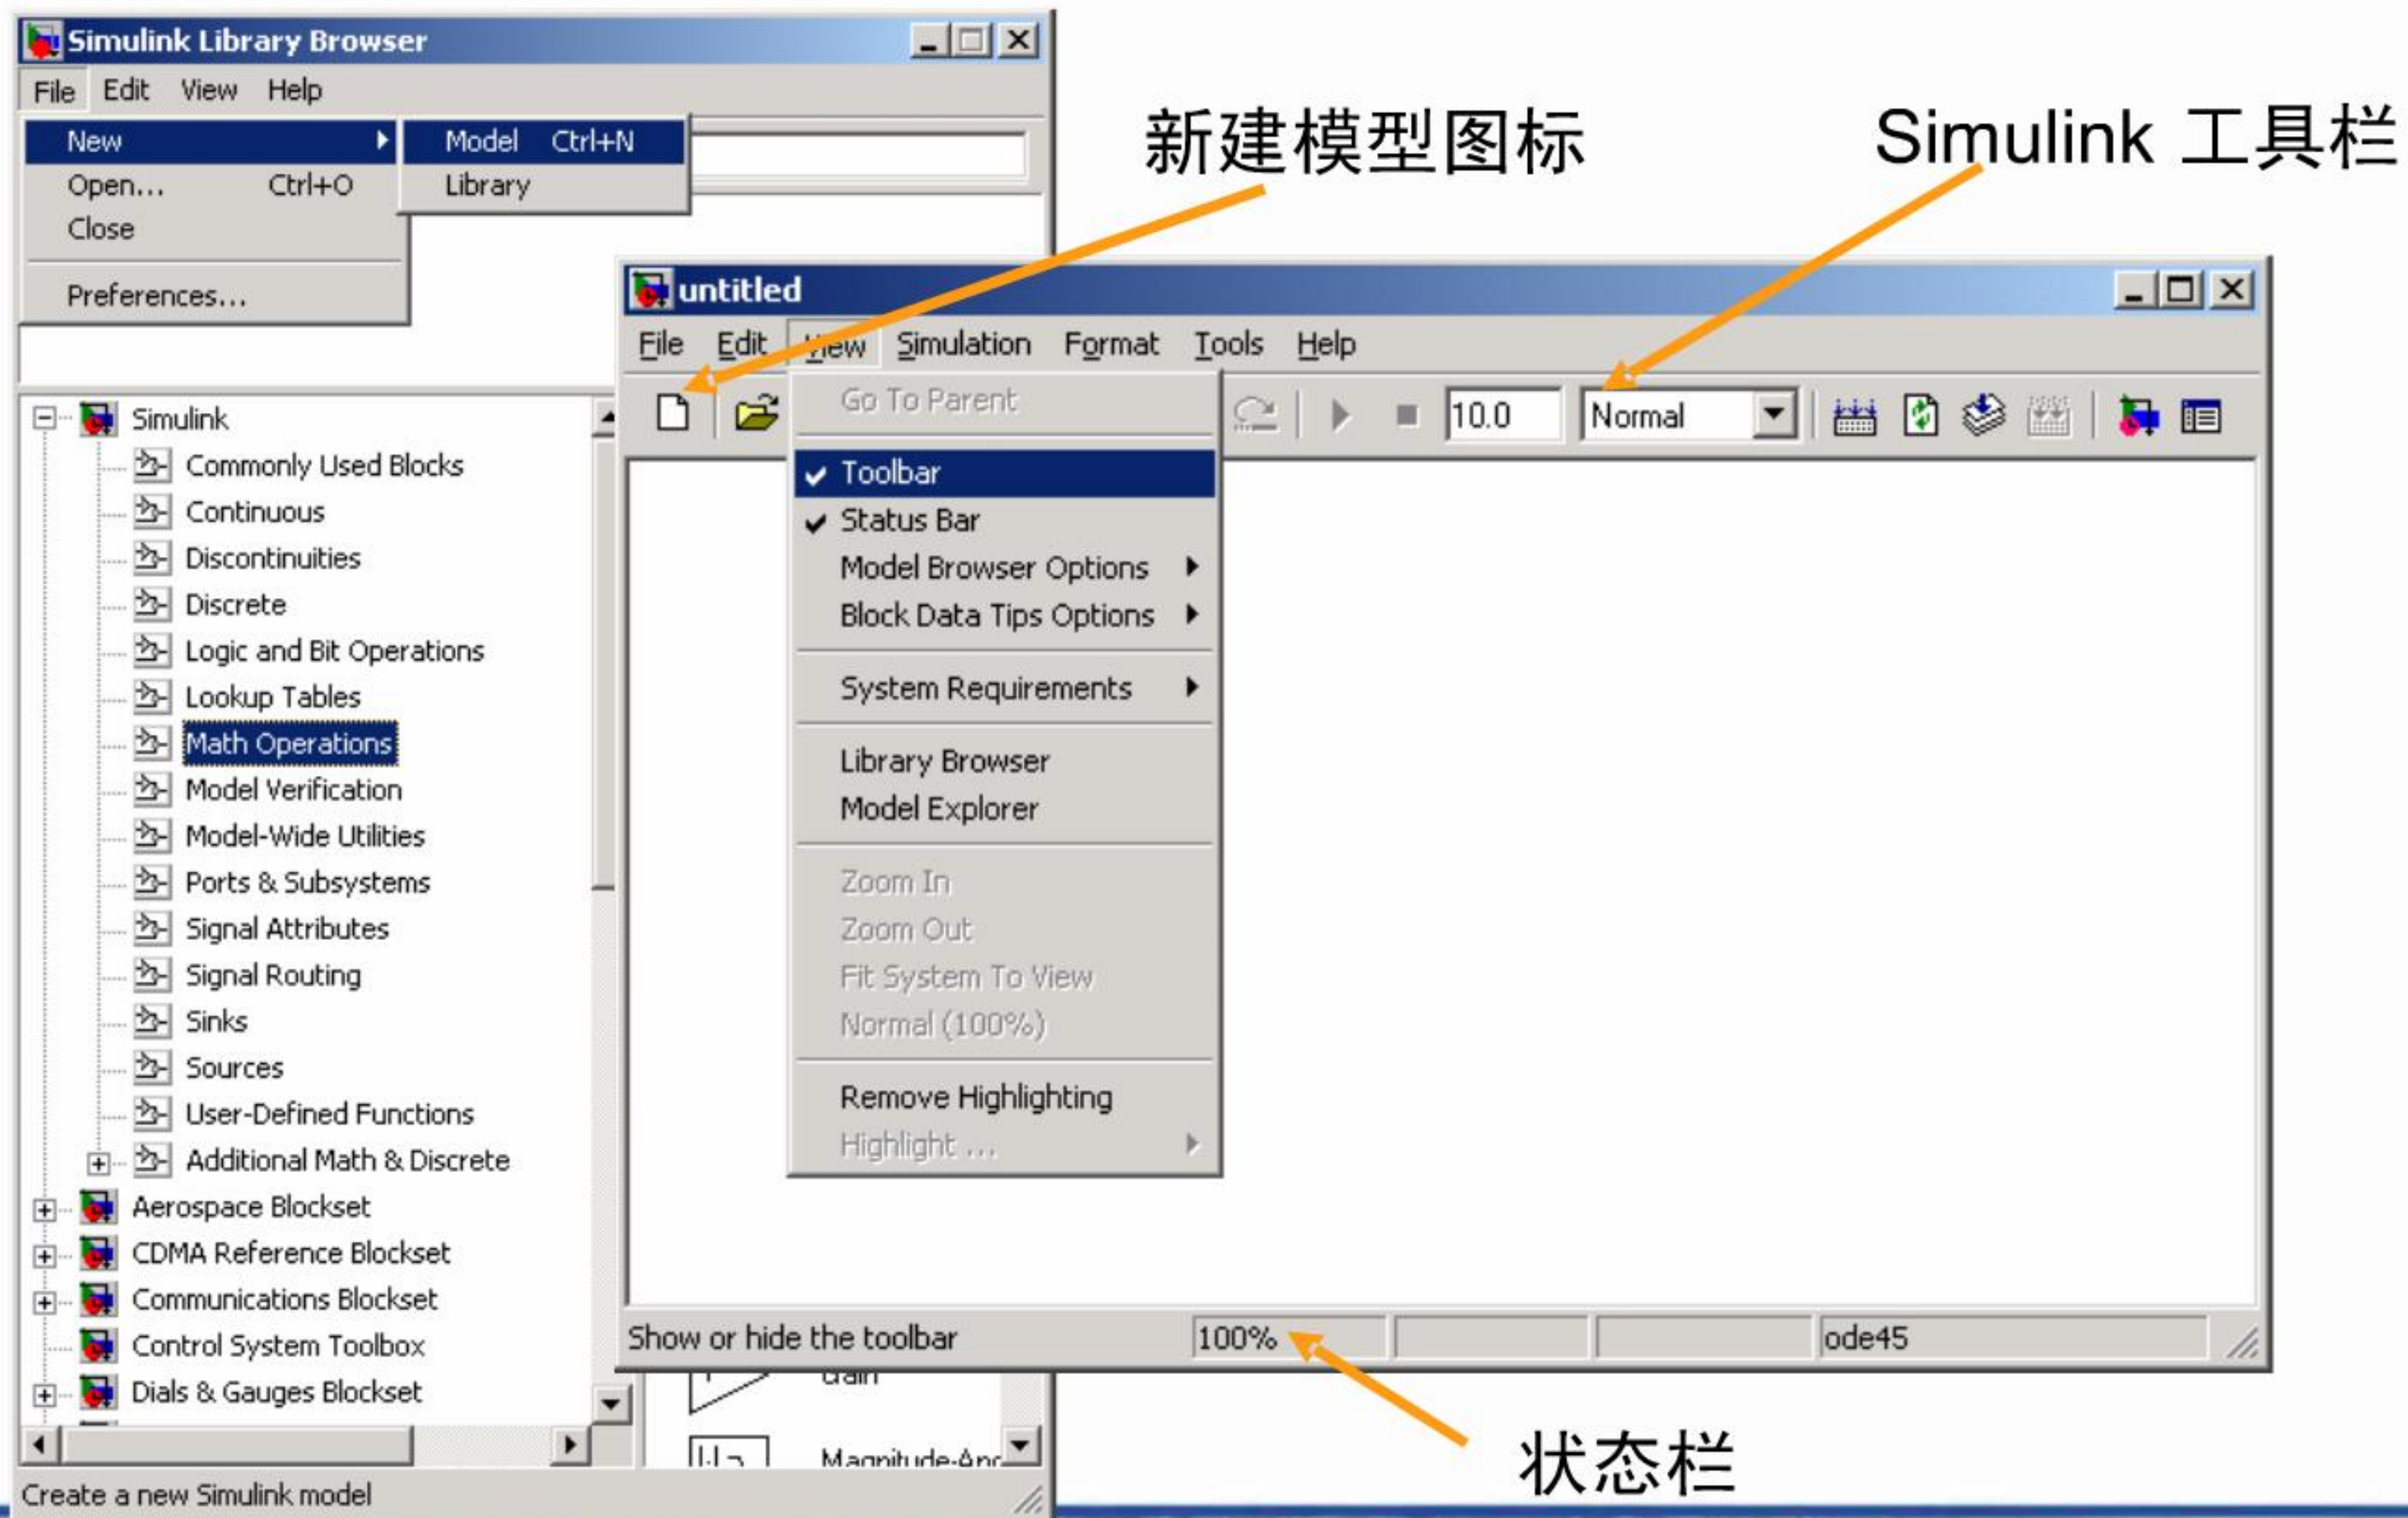 Simulink Library Browser
File Edit View Help
New
Model Ctrl+N
Open... Ctrl+O
Library
Close
Preferences...
新建模型图标
Simulink 工具栏
untitled
File Edit View Simulation Format Tools Help
10.0 Normal
Go To Parent
Toolbar
Status Bar
Model Browser Options
Block Data Tips Options
System Requirements
Library Browser
Model Explorer
Zoom In
Zoom Out
Fit System To View
Normal (100%)
Remove Highlighting
Highlight ...
Show or hide the toolbar 100% ode45
Simulink
Commonly Used Blocks
Continuous
Discontinuities
Discrete
Logic and Bit Operations
Lookup Tables
Math Operations
Model Verification
Model-Wide Utilities
Ports & Subsystems
Signal Attributes
Signal Routing
Sinks
Sources
User-Defined Functions
Additional Math & Discrete
Aerospace Blockset
CDMA Reference Blockset
Communications Blockset
Control System Toolbox
Dials & Gauges Blockset
Gain
状态栏
Create a new Simulink model